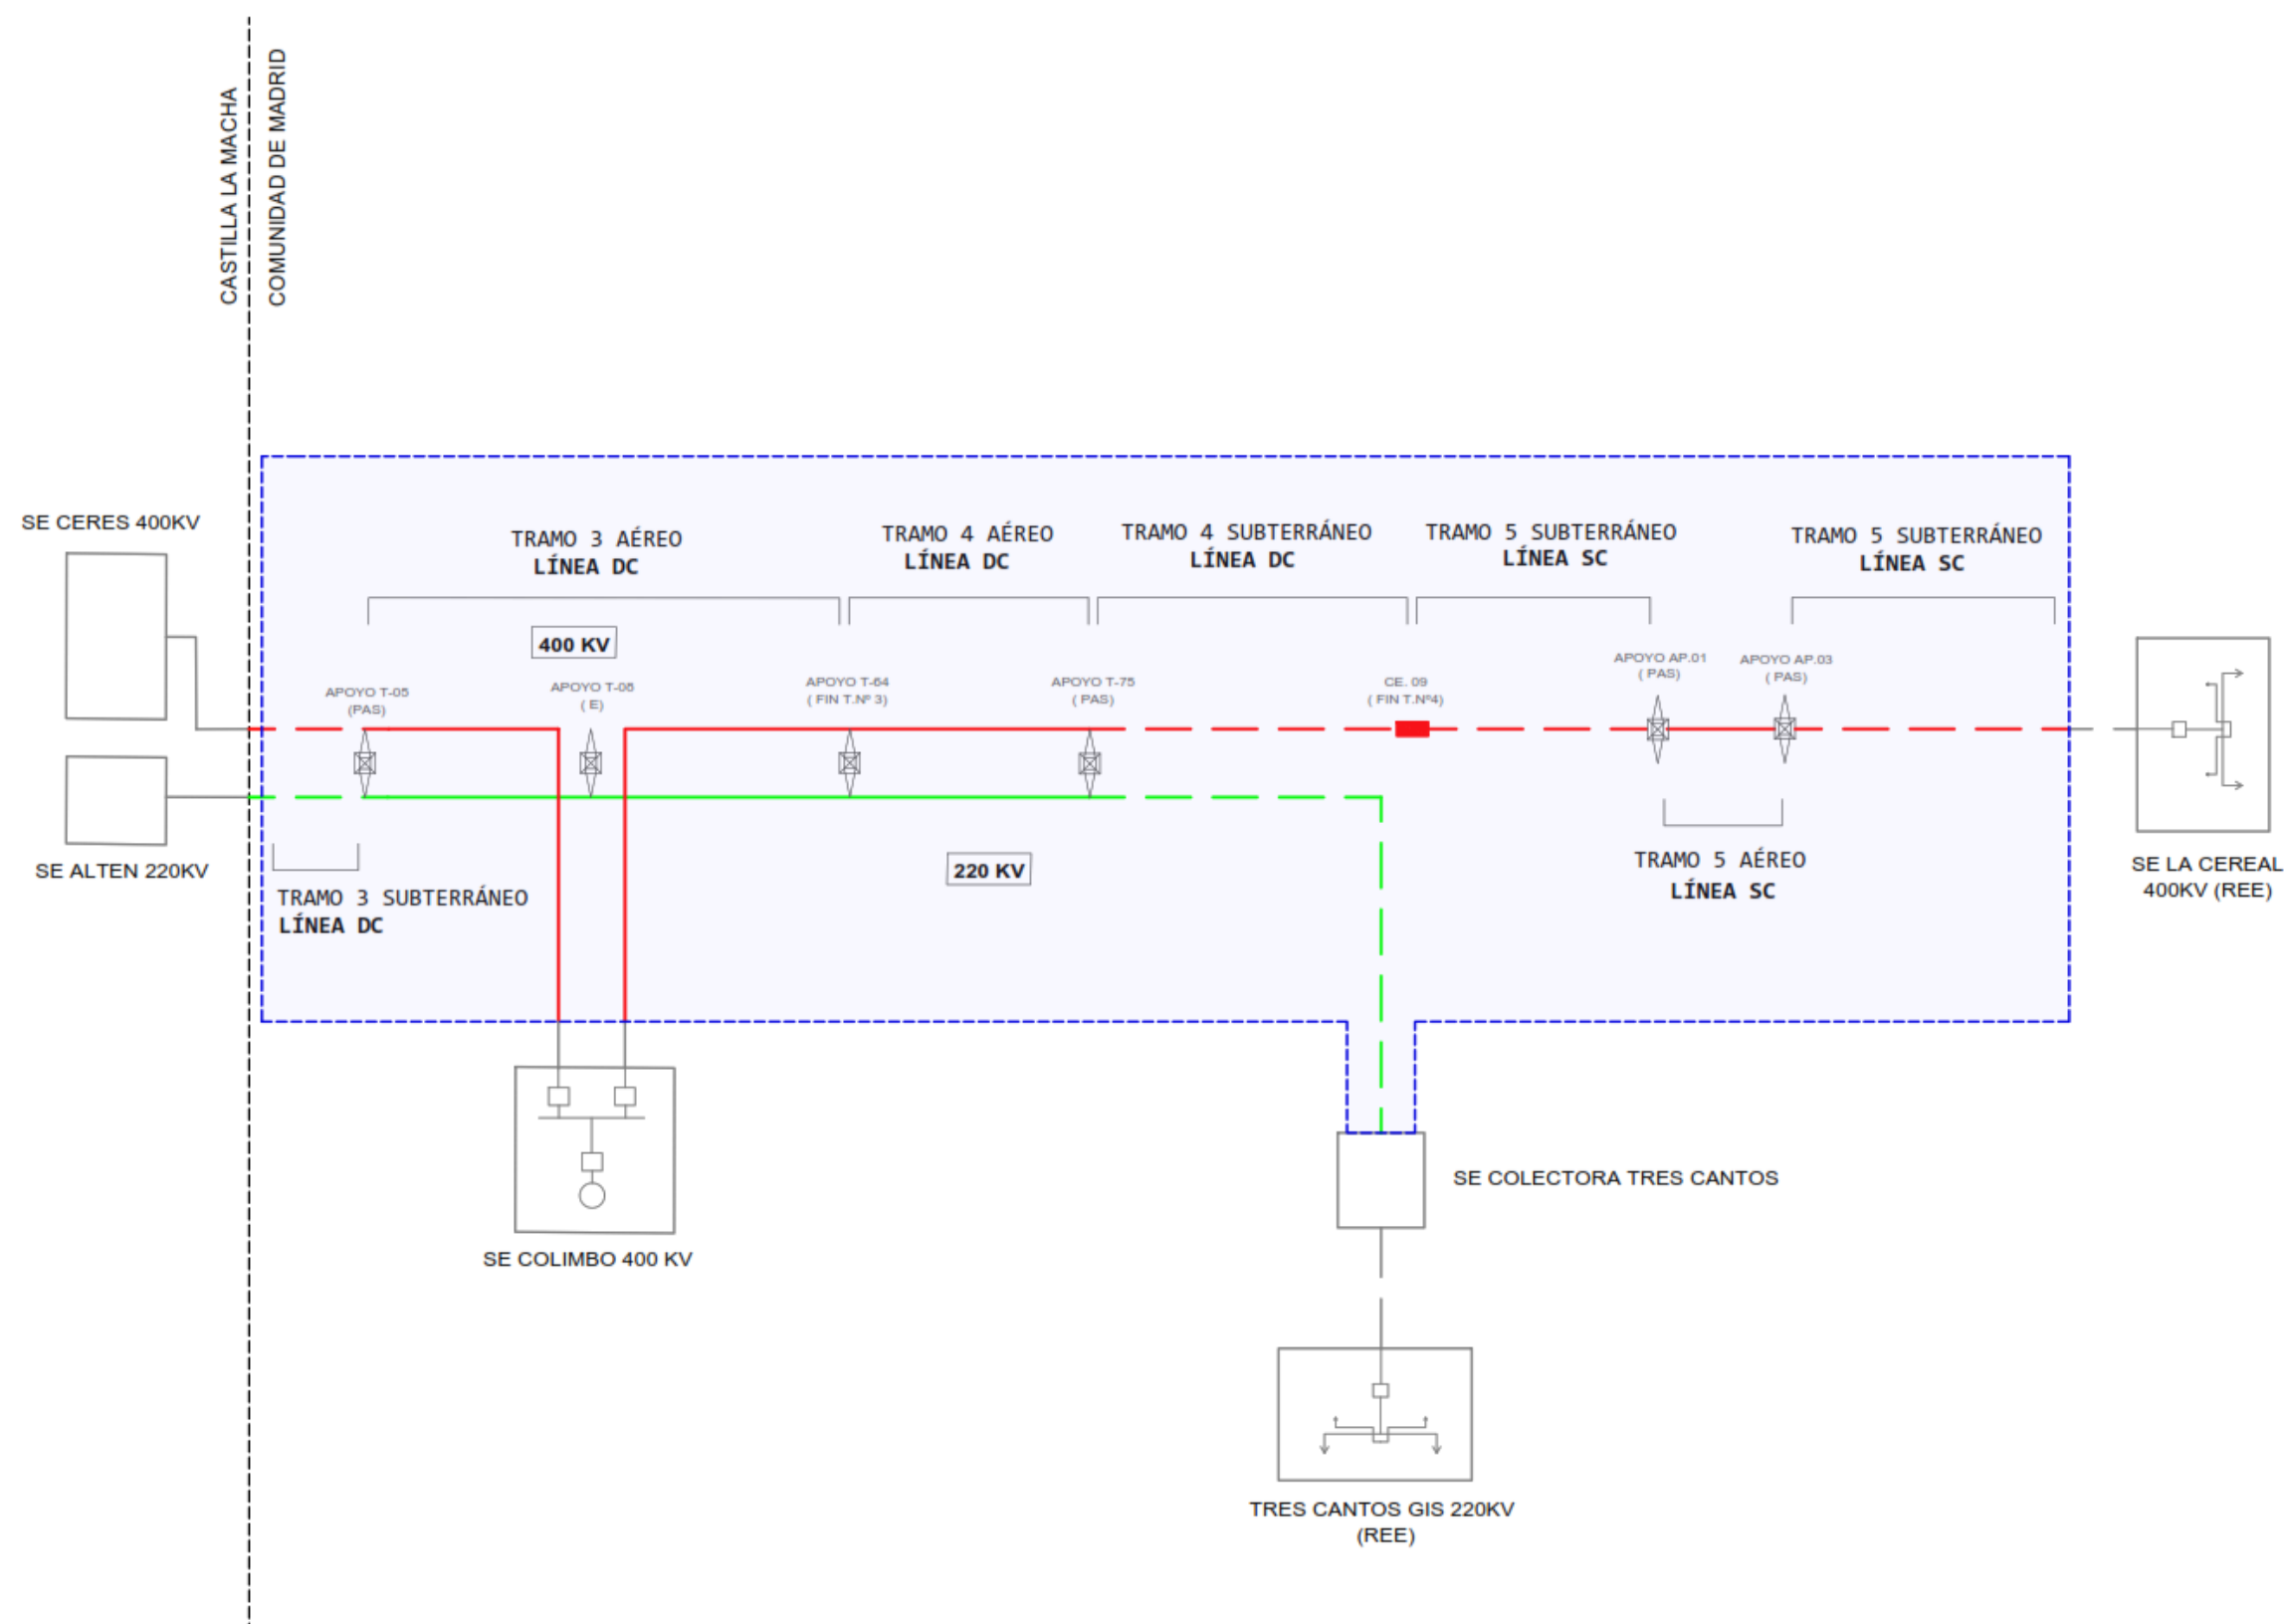 CASTILLA LA MACHA
COMUNIDAD DE MADRID
SE CERES 400KV
TRAMO 3 AÉREO
LÍNEA DC
TRAMO 4 AÉREO
LÍNEA DC
TRAMO 4 SUBTERRÁNEO
LÍNEA DC
TRAMO 5 SUBTERRÁNEO
LÍNEA SC
TRAMO 5 SUBTERRÁNEO
LÍNEA SC
400 KV
APOYO T-05
(PAS)
APOYO T-08
( E)
APOYO T-64
( FIN T.Nº 3)
APOYO T-75
( PAS)
CE. 09
( FIN T.Nº4)
APOYO AP.01
( PAS)
APOYO AP.03
( PAS)
SE ALTEN 220KV
220 KV
TRAMO 3 SUBTERRÁNEO
LÍNEA DC
TRAMO 5 AÉREO
LÍNEA SC
SE LA CEREAL
400KV (REE)
SE COLIMBO 400 KV
SE COLECTORA TRES CANTOS
TRES CANTOS GIS 220KV
(REE)